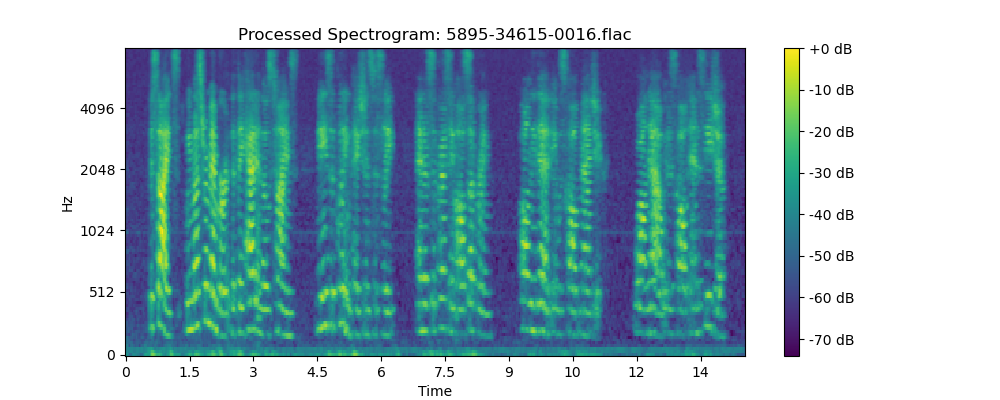 Processed Spectrogram: 5895-34615-0016.flac
Hz
4096
2048
1024
512
0
0 1.5 3 4.5 6 7.5 9 10 12 14
Time
+0 dB
-10 dB
-20 dB
-30 dB
-40 dB
-50 dB
-60 dB
-70 dB